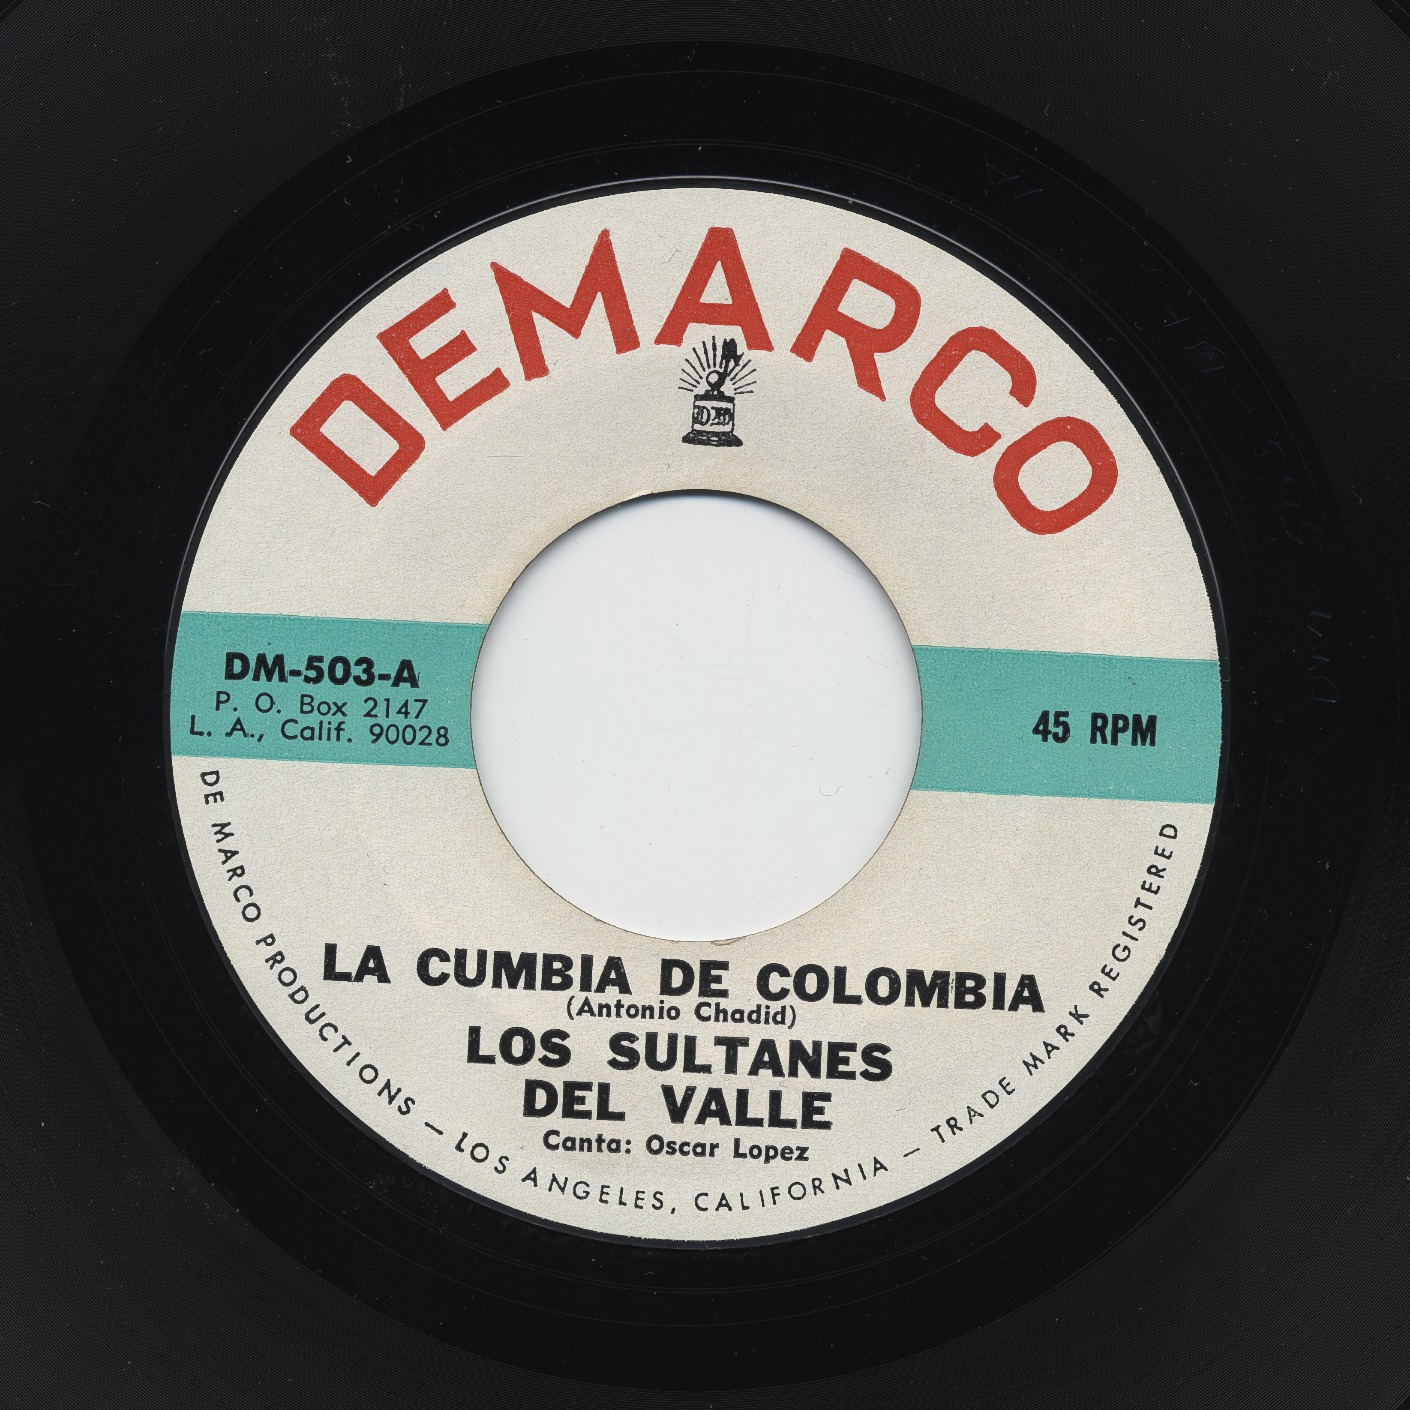 DEMARCO
DM-503-A
P. O. Box 2147
L. A., Calif. 90028
45 RPM
LA CUMBIA DE COLOMBIA
(Antonio Chadid)
LOS SULTANES
DEL VALLE
Canta: Oscar Lopez
DE MARCO PRODUCTIONS — LOS ANGELES, CALIFORNIA — TRADE MARK REGISTERED